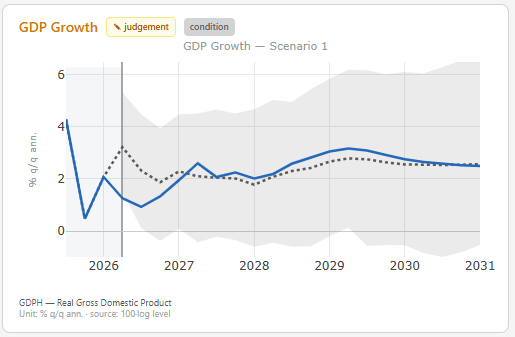 GDP Growth ✎ judgement condition
GDP Growth — Scenario 1
% q/q ann.
6
4
2
0
2026 2027 2028 2029 2030 2031
GDPH — Real Gross Domestic Product
Unit: % q/q ann. · source: 100·log level